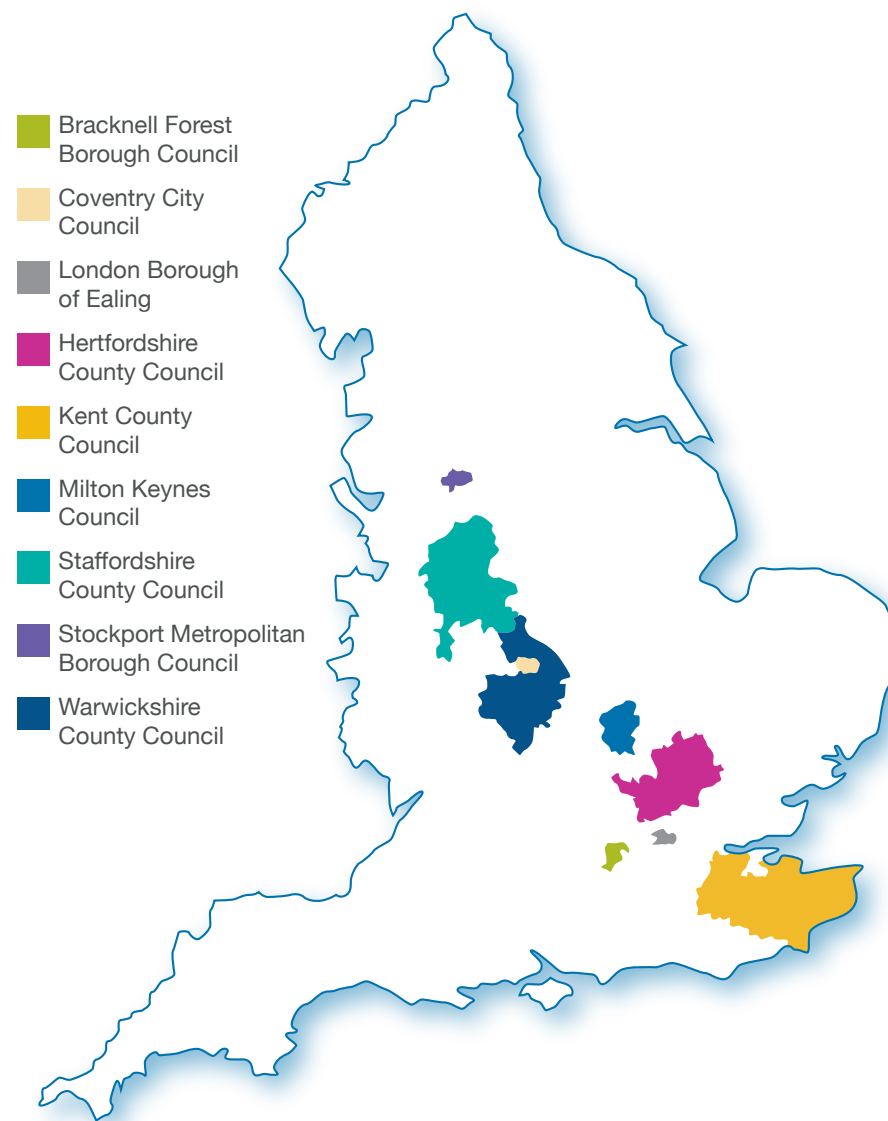 Bracknell Forest
Borough Council
Coventry City
Council
London Borough
of Ealing
Hertfordshire
County Council
Kent County
Council
Milton Keynes
Council
Staffordshire
County Council
Stockport Metropolitan
Borough Council
Warwickshire
County Council